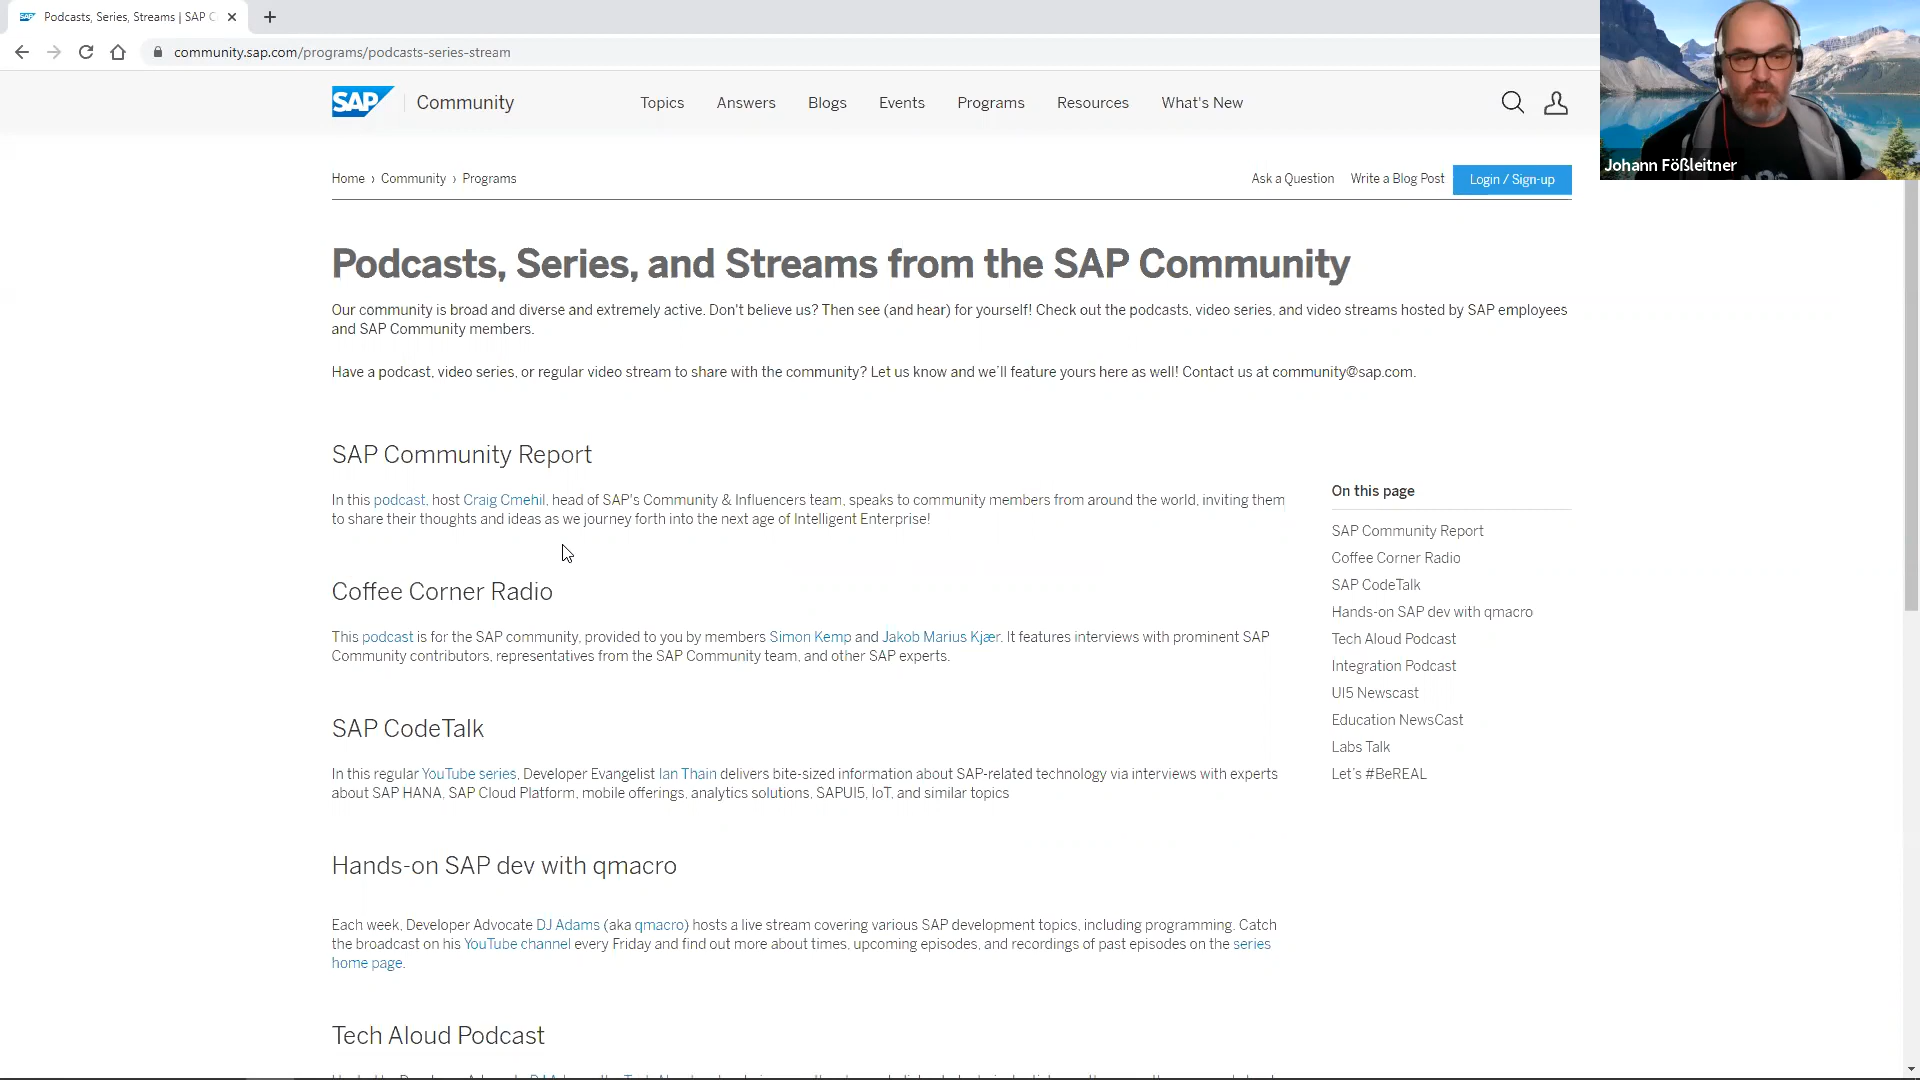 Podcasts, Series, Streams | SAP C
community.sap.com/programs/podcasts-series-stream
SAP Community Topics Answers Blogs Events Programs Resources What's New
Johann Fößleitner
Home › Community › Programs Ask a Question Write a Blog Post Login / Sign-up
Podcasts, Series, and Streams from the SAP Community
Our community is broad and diverse and extremely active. Don't believe us? Then see (and hear) for yourself! Check out the podcasts, video series, and video streams hosted by SAP employees
and SAP Community members.
Have a podcast, video series, or regular video stream to share with the community? Let us know and we'll feature yours here as well! Contact us at community@sap.com.
SAP Community Report
In this podcast, host Craig Cmehil, head of SAP's Community & Influencers team, speaks to community members from around the world, inviting them
to share their thoughts and ideas as we journey forth into the next age of Intelligent Enterprise!
Coffee Corner Radio
This podcast is for the SAP community, provided to you by members Simon Kemp and Jakob Marius Kjær. It features interviews with prominent SAP
Community contributors, representatives from the SAP Community team, and other SAP experts.
SAP CodeTalk
In this regular YouTube series, Developer Evangelist Ian Thain delivers bite-sized information about SAP-related technology via interviews with experts
about SAP HANA, SAP Cloud Platform, mobile offerings, analytics solutions, SAPUI5, IoT, and similar topics
Hands-on SAP dev with qmacro
Each week, Developer Advocate DJ Adams (aka qmacro) hosts a live stream covering various SAP development topics, including programming. Catch
the broadcast on his YouTube channel every Friday and find out more about times, upcoming episodes, and recordings of past episodes on the series
home page.
Tech Aloud Podcast
On this page
SAP Community Report
Coffee Corner Radio
SAP CodeTalk
Hands-on SAP dev with qmacro
Tech Aloud Podcast
Integration Podcast
UI5 Newscast
Education NewsCast
Labs Talk
Let's #BeREAL